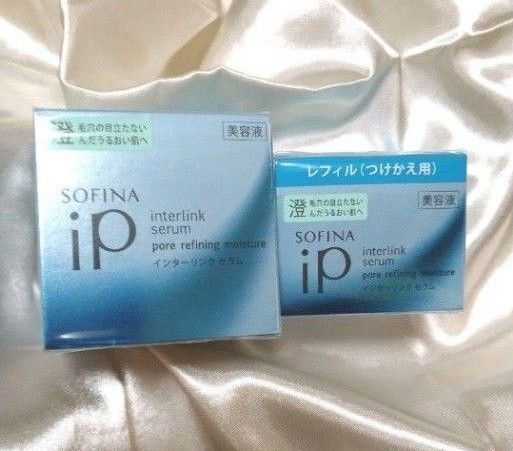 澄 毛穴の目立たない
んだうるおい肌へ
美容液
SOFINA
iP
interlink
serum
pore refining moisture
インターリンク セラム
レフィル(つけかえ用)
澄 毛穴の目立たない
んだうるおい肌へ
美容液
SOFINA
iP
interlink
serum
pore refining moisture
インターリンク セラム